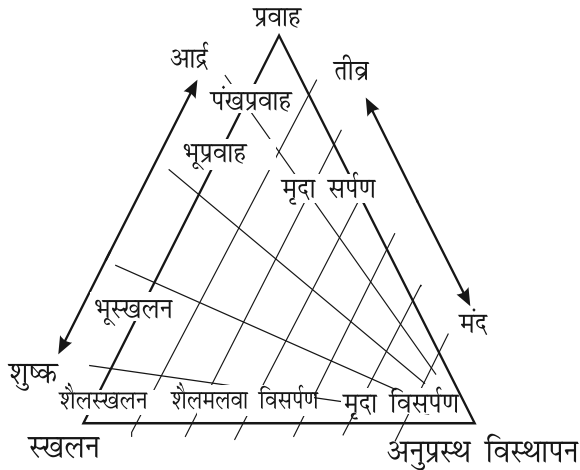 प्रवाह
आर्द्र
तीव्र
पंखप्रवाह
भूप्रवाह
मृदा सर्पण
भूस्खलन
मंद
शुष्क
शैलस्खलन शैलमलवा विसर्पण मृदा विसर्पण
स्खलन
अनुप्रस्थ विस्थापन